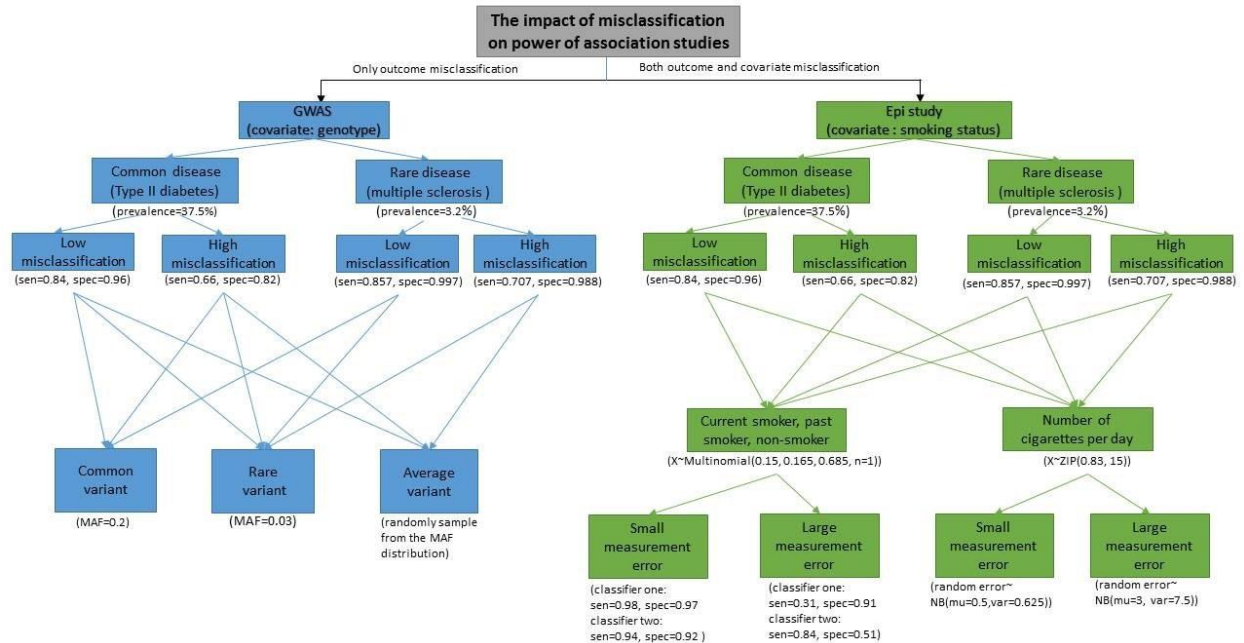 The impact of misclassification
on power of association studies
Only outcome misclassification
Both outcome and covariate misclassification
GWAS
(covariate: genotype)
Epi study
(covariate : smoking status)
Common disease
(Type II diabetes)
(prevalence=37.5%)
Rare disease
(multiple sclerosis )
(prevalence=3.2%)
Common disease
(Type II diabetes)
(prevalence=37.5%)
Rare disease
(multiple sclerosis )
(prevalence=3.2%)
Low
misclassification
(sen=0.84, spec=0.96)
High
misclassification
(sen=0.66, spec=0.82)
Low
misclassification
(sen=0.857, spec=0.997)
High
misclassification
(sen=0.707, spec=0.988)
Low
misclassification
(sen=0.84, spec=0.96)
High
misclassification
(sen=0.66, spec=0.82)
Low
misclassification
(sen=0.857, spec=0.997)
High
misclassification
(sen=0.707, spec=0.988)
Common
variant
(MAF=0.2)
Rare
variant
(MAF=0.03)
Average
variant
(randomly sample
from the MAF
distribution)
Current smoker, past
smoker, non-smoker
(X~Multinomial(0.15, 0.165, 0.685, n=1))
Number of
cigarettes per day
(X~ZIP(0.83, 15))
Small
measurement
error
(classifier one:
sen=0.98, spec=0.97
classifier two:
sen=0.94, spec=0.92 )
Large
measurement
error
(classifier one:
sen=0.31, spec=0.91
classifier two:
sen=0.84, spec=0.51)
Small
measurement
error
(random error~
NB(mu=0.5,var=0.625))
Large
measurement
error
(random error~
NB(mu=3, var=7.5))